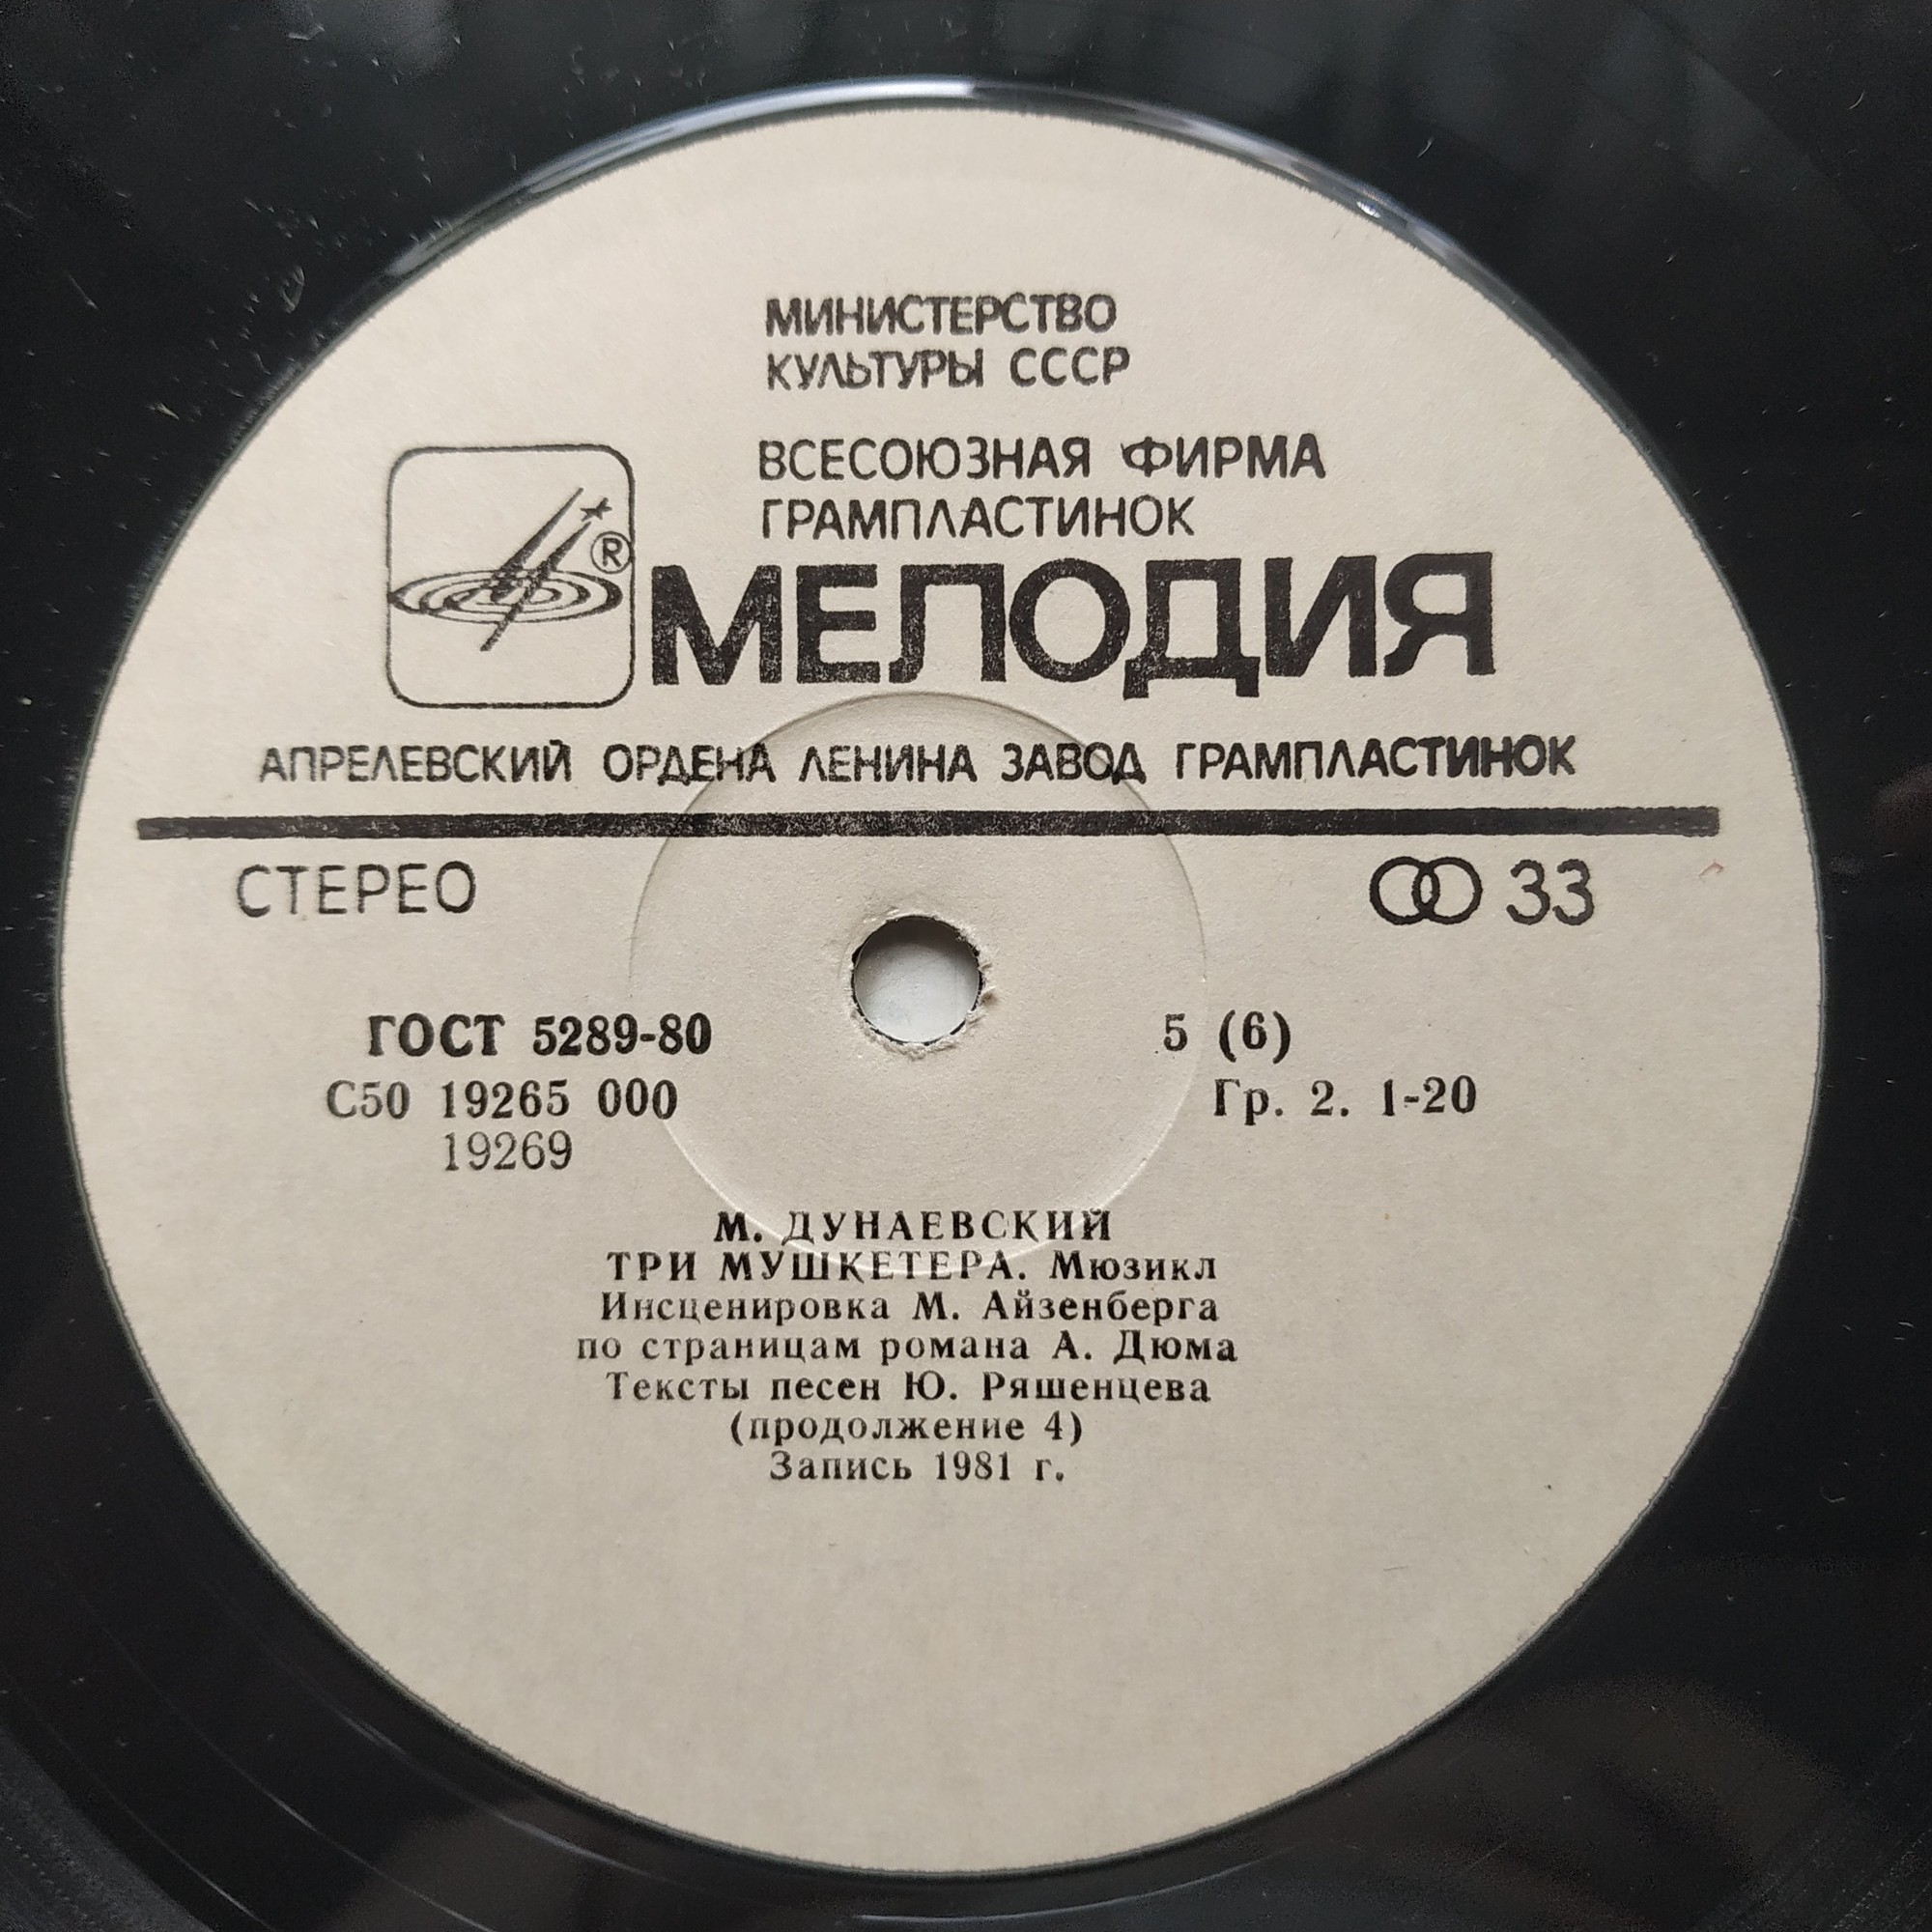 МИНИСТЕРСТВО
КУЛЬТУРЫ СССР
ВСЕСОЮЗНАЯ ФИРМА
ГРАМПЛАСТИНОК
®
МЕЛОДИЯ
АПРЕЛЕВСКИЙ ОРДЕНА ЛЕНИНА ЗАВОД ГРАМПЛАСТИНОК
СТЕРЕО 33
ГОСТ 5289-80 5 (6)
С50 19265 000 Гр. 2. 1-20
19269
М. ДУНАЕВСКИЙ
ТРИ МУШКЕТЕРА. Мюзикл
Инсценировка М. Айзенберга
по страницам романа А. Дюма
Тексты песен Ю. Ряшенцева
(продолжение 4)
Запись 1981 г.